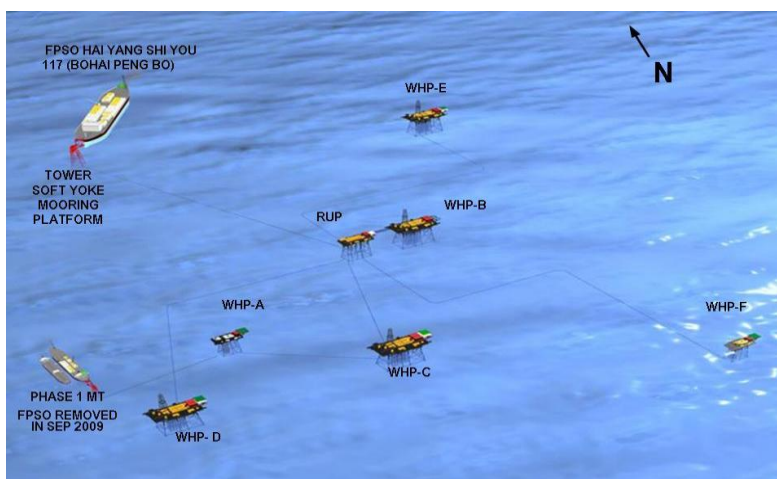 FPSO HAI YANG SHI YOU
117 (BOHAI PENG BO)
N
WHP-E
TOWER
SOFT YOKE
MOORING
PLATFORM
RUP
WHP-B
WHP-A
WHP-F
WHP-C
PHASE 1 MT
FPSO REMOVED
IN SEP 2009
WHP- D